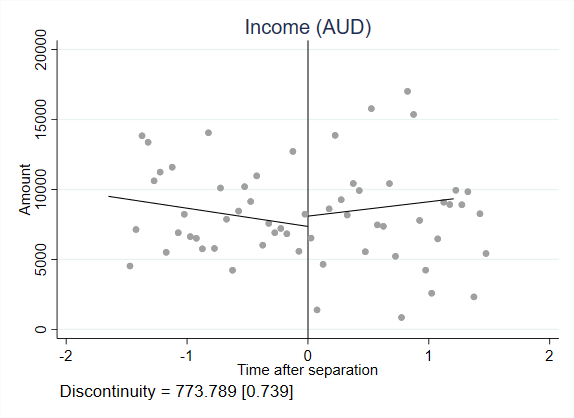 Income (AUD)
20000
15000
10000
5000
0
Amount
-2
-1
0
1
2
Time after separation
Discontinuity = 773.789 [0.739]